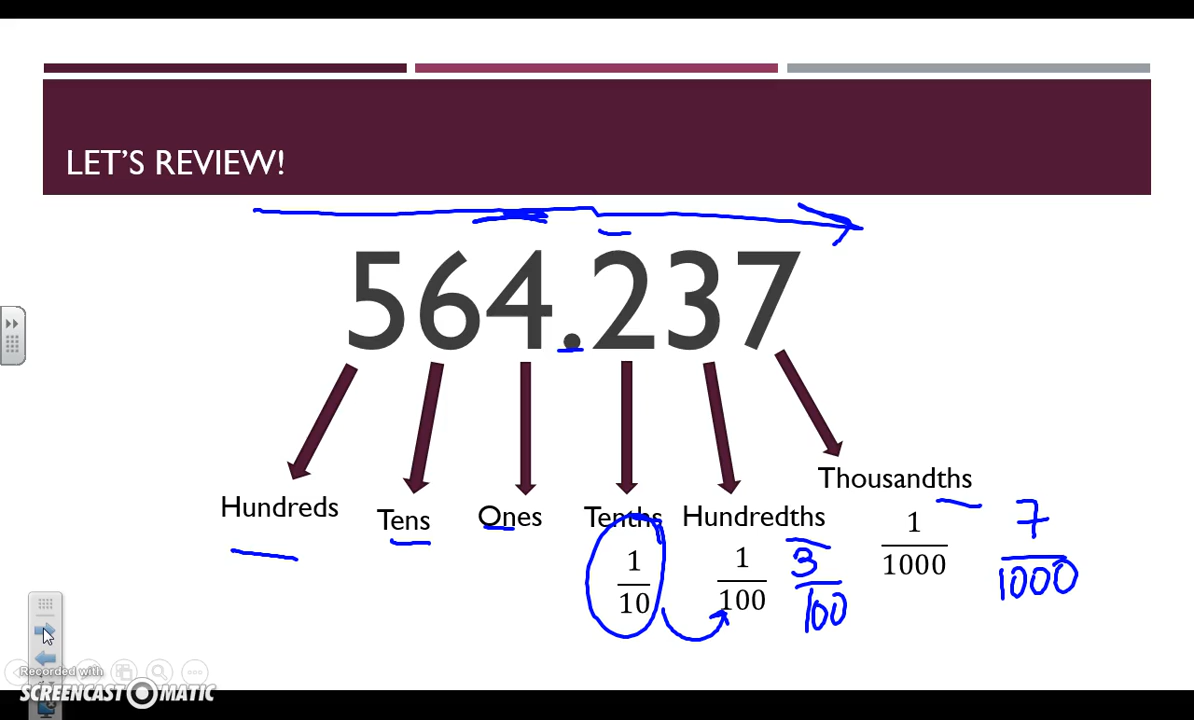 LET'S REVIEW!
564.237
Thousandths
Hundreds Tens Ones Tenths Hundredths
1/10 1/100 3/100 1/1000 7/1000
Recorded with
SCREENCAST-O-MATIC